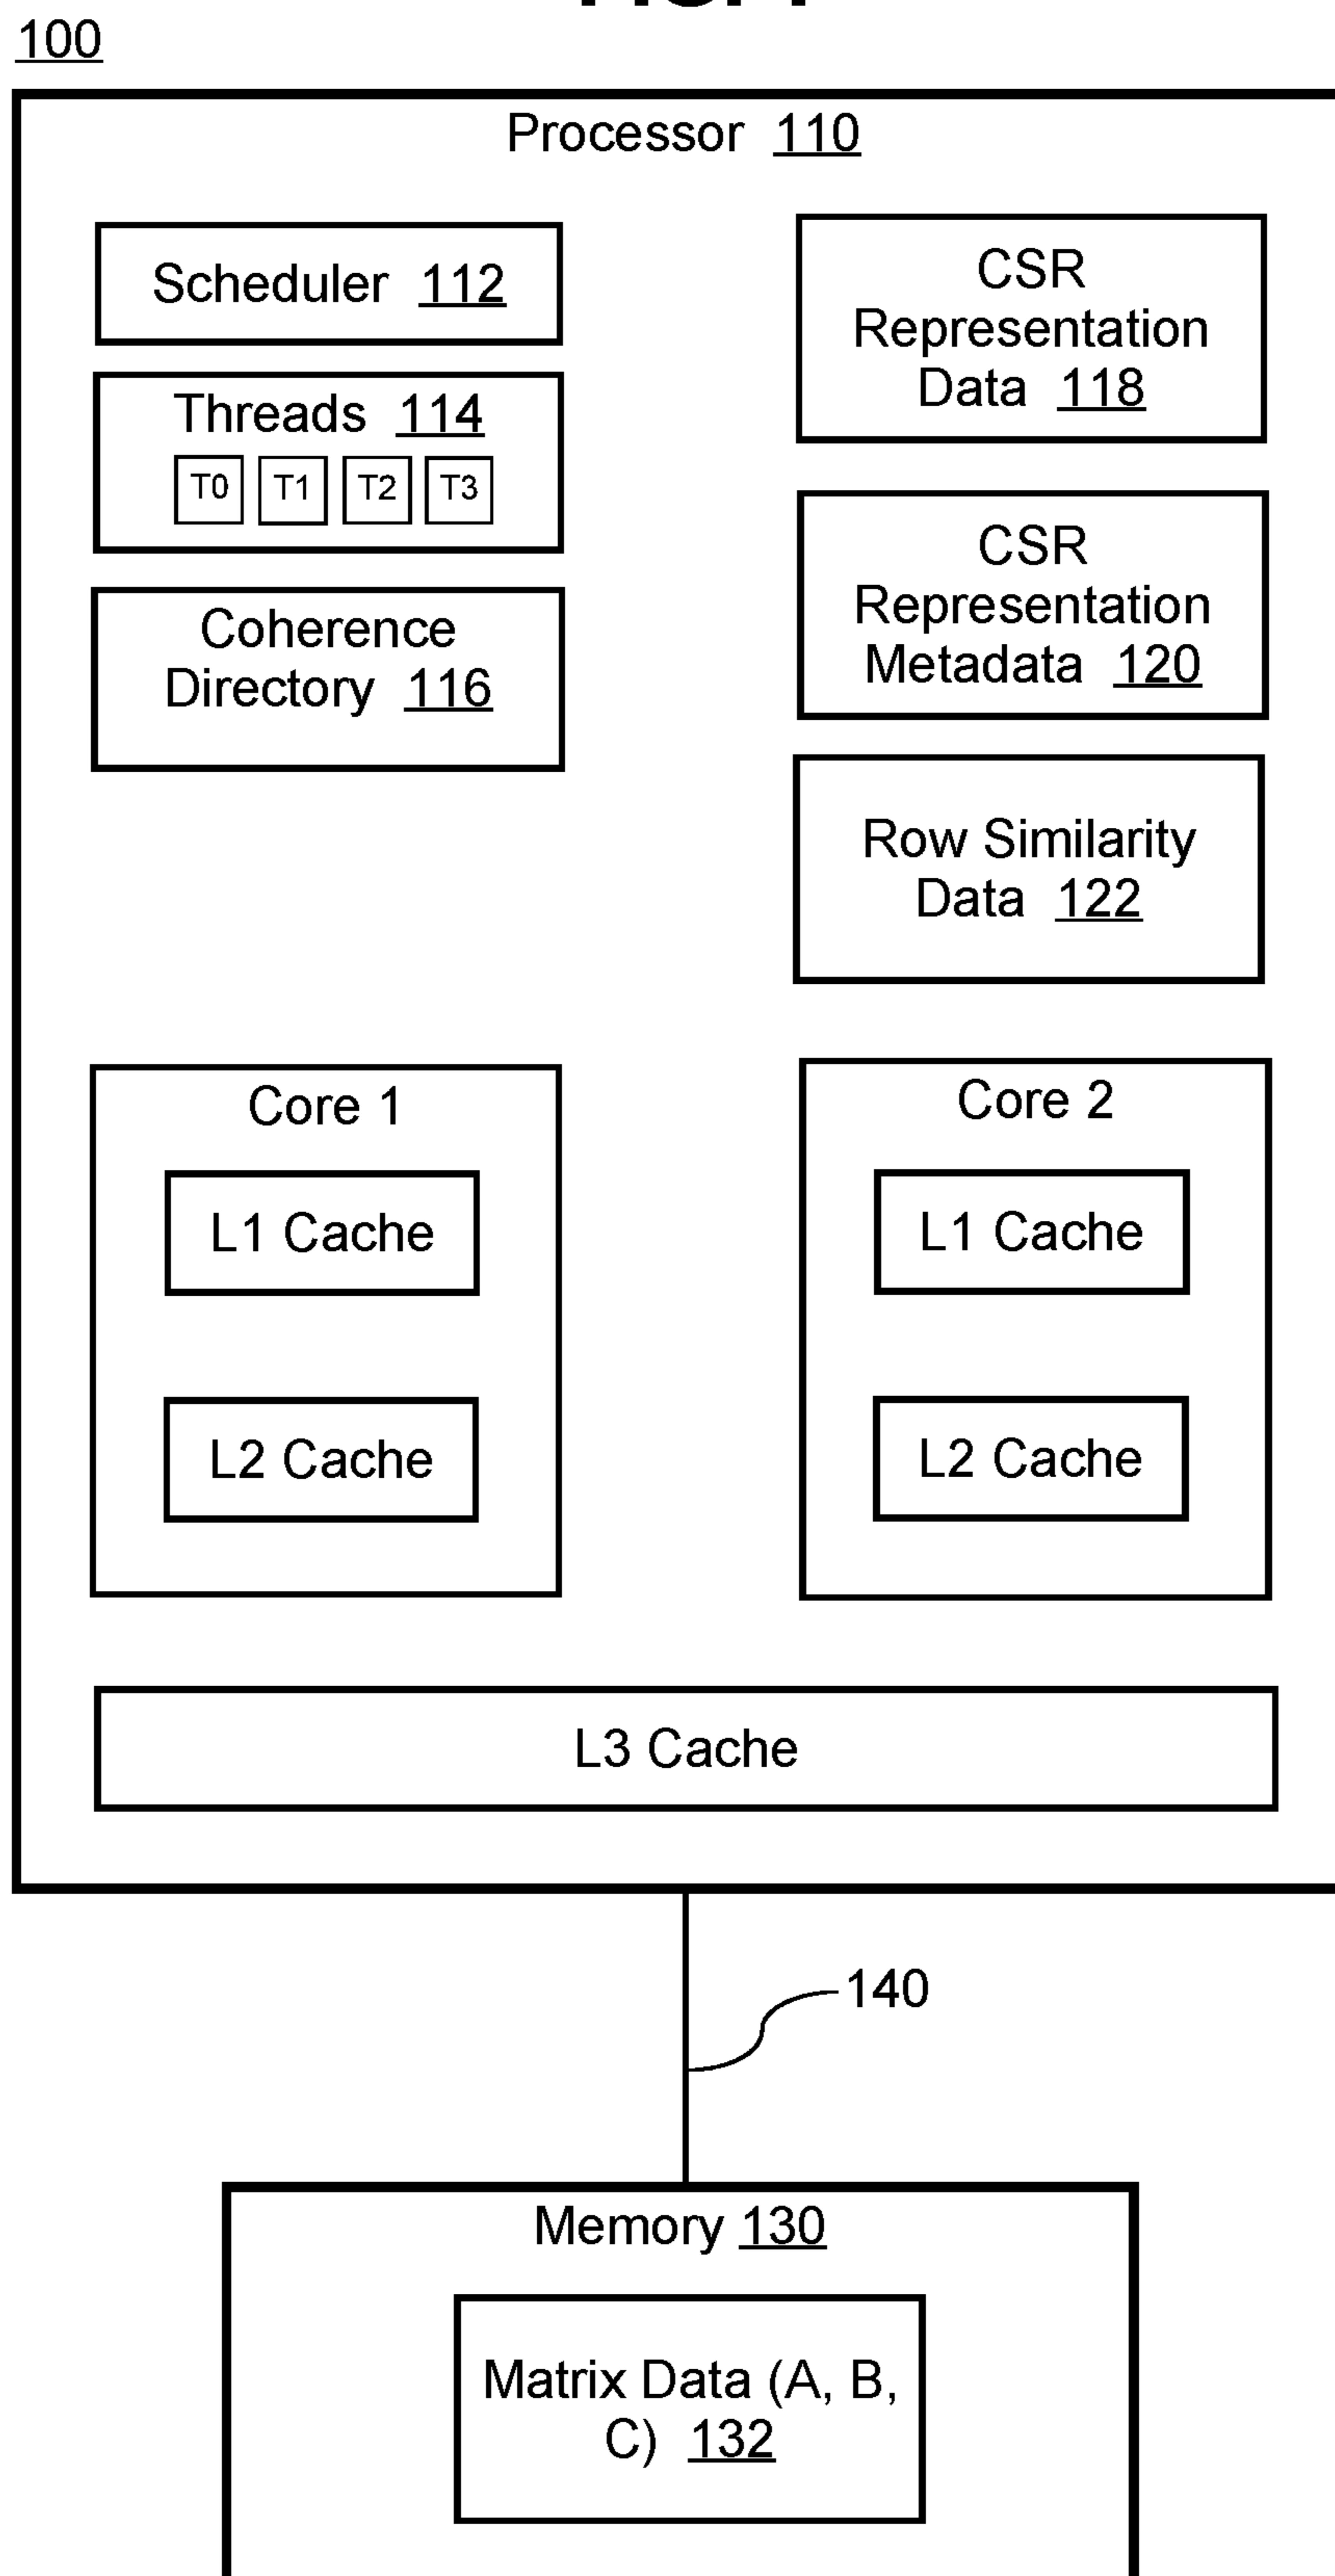 100
Processor 110
Scheduler 112
Threads 114
T0 T1 T2 T3
Coherence
Directory 116
CSR
Representation
Data 118
CSR
Representation
Metadata 120
Row Similarity
Data 122
Core 1
L1 Cache
L2 Cache
Core 2
L1 Cache
L2 Cache
L3 Cache
140
Memory 130
Matrix Data (A, B,
C) 132